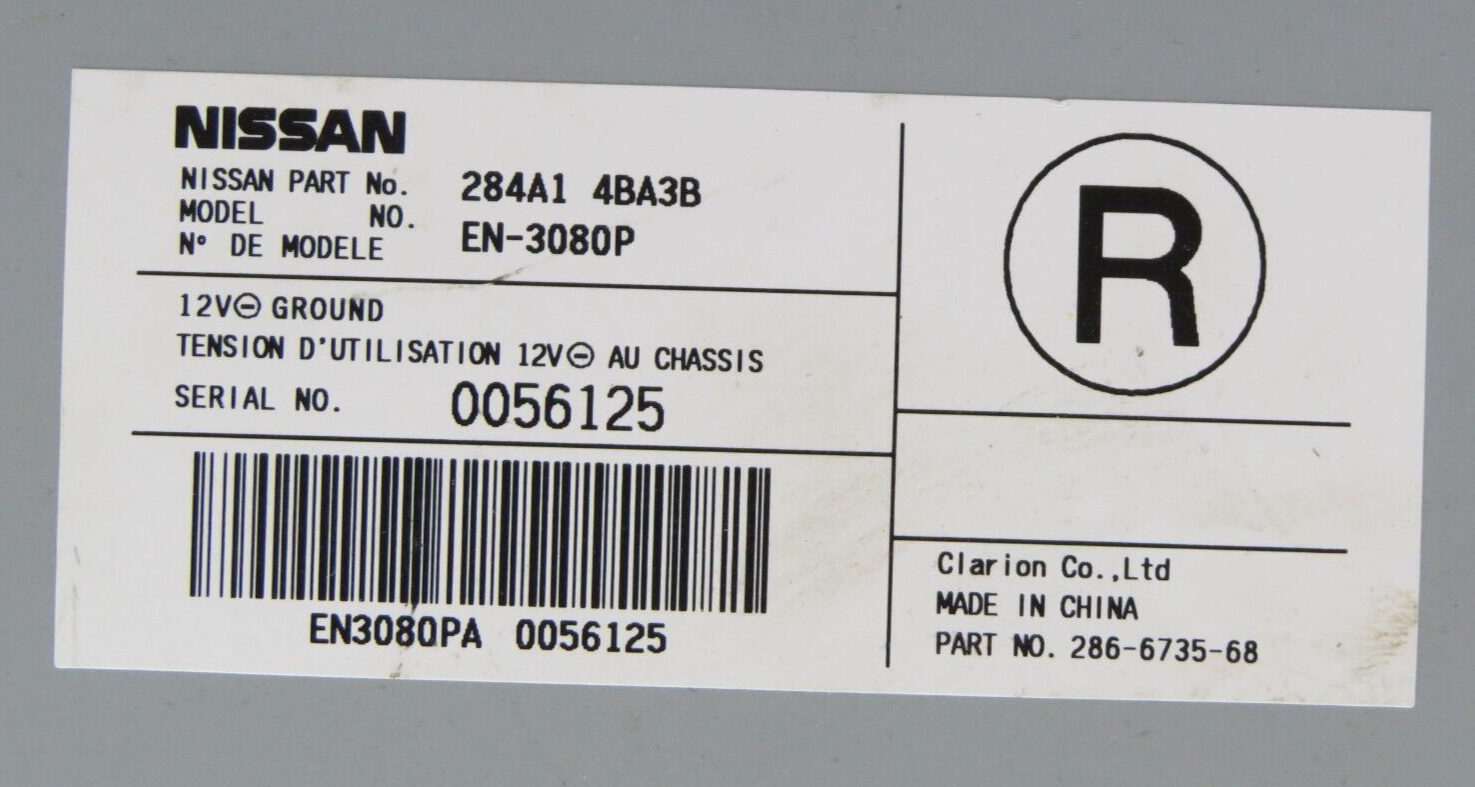 NISSAN
NISSAN PART No. 284A1 4BA3B
MODEL NO. EN-3080P
N° DE MODELE
12V⊖ GROUND
TENSION D'UTILISATION 12V⊖ AU CHASSIS
SERIAL NO. 0056125
EN3080PA 0056125
R
Clarion Co.,Ltd
MADE IN CHINA
PART NO. 286-6735-68